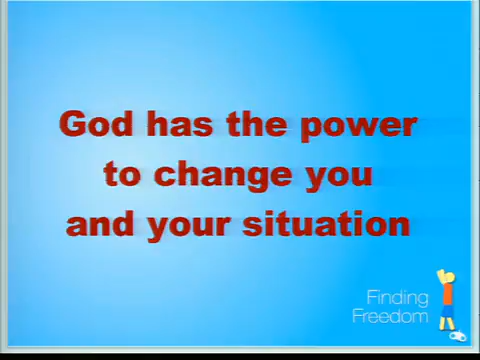 God has the power
to change you
and your situation
Finding
Freedom